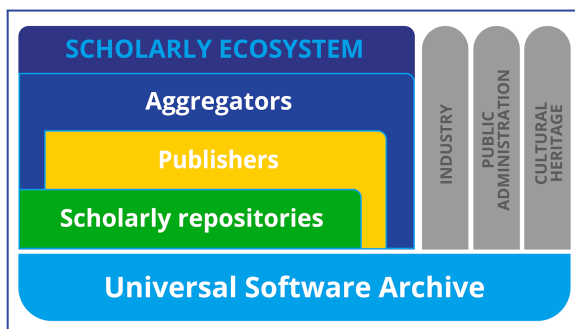 SCHOLARLY ECOSYSTEM
Aggregators
Publishers
Scholarly repositories
INDUSTRY
PUBLIC
ADMINISTRATION
CULTURAL
HERITAGE
Universal Software Archive